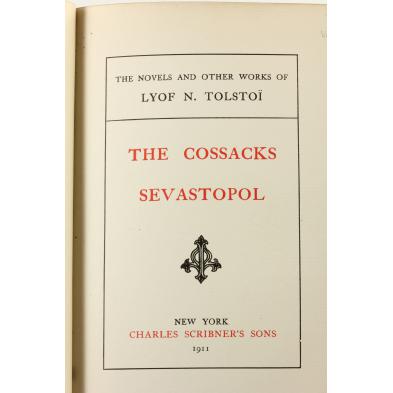 THE NOVELS AND OTHER WORKS OF
LYOF N. TOLSTOÏ
THE COSSACKS
SEVASTOPOL
NEW YORK
CHARLES SCRIBNER'S SONS
1911